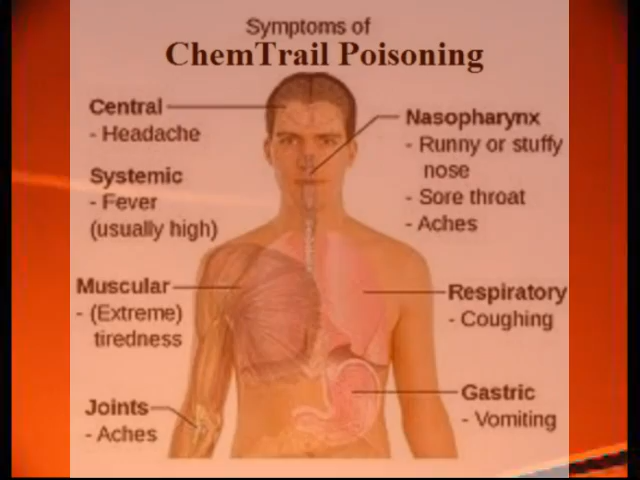 Symptoms of
ChemTrail Poisoning
Central
- Headache
Systemic
- Fever
(usually high)
Muscular
- (Extreme)
tiredness
Joints
- Aches
Nasopharynx
- Runny or stuffy
nose
- Sore throat
- Aches
Respiratory
- Coughing
Gastric
- Vomiting